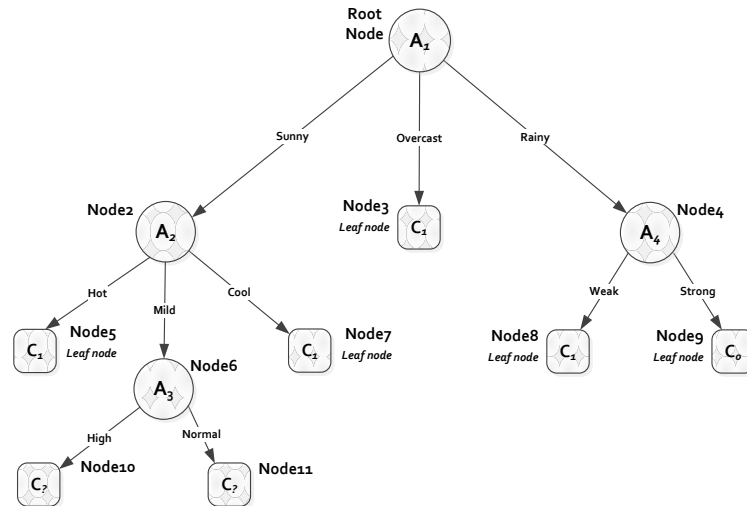 Root
Node
A1
Sunny
Overcast
Rainy
Node2
A2
Node3
Leaf node
C1
Node4
A4
Hot
Mild
Cool
Weak
Strong
C1
Node5
Leaf node
C1
Node7
Leaf node
Node8
Leaf node
C1
Node9
Leaf node
C0
Node6
A3
High
Normal
C?
Node10
C?
Node11